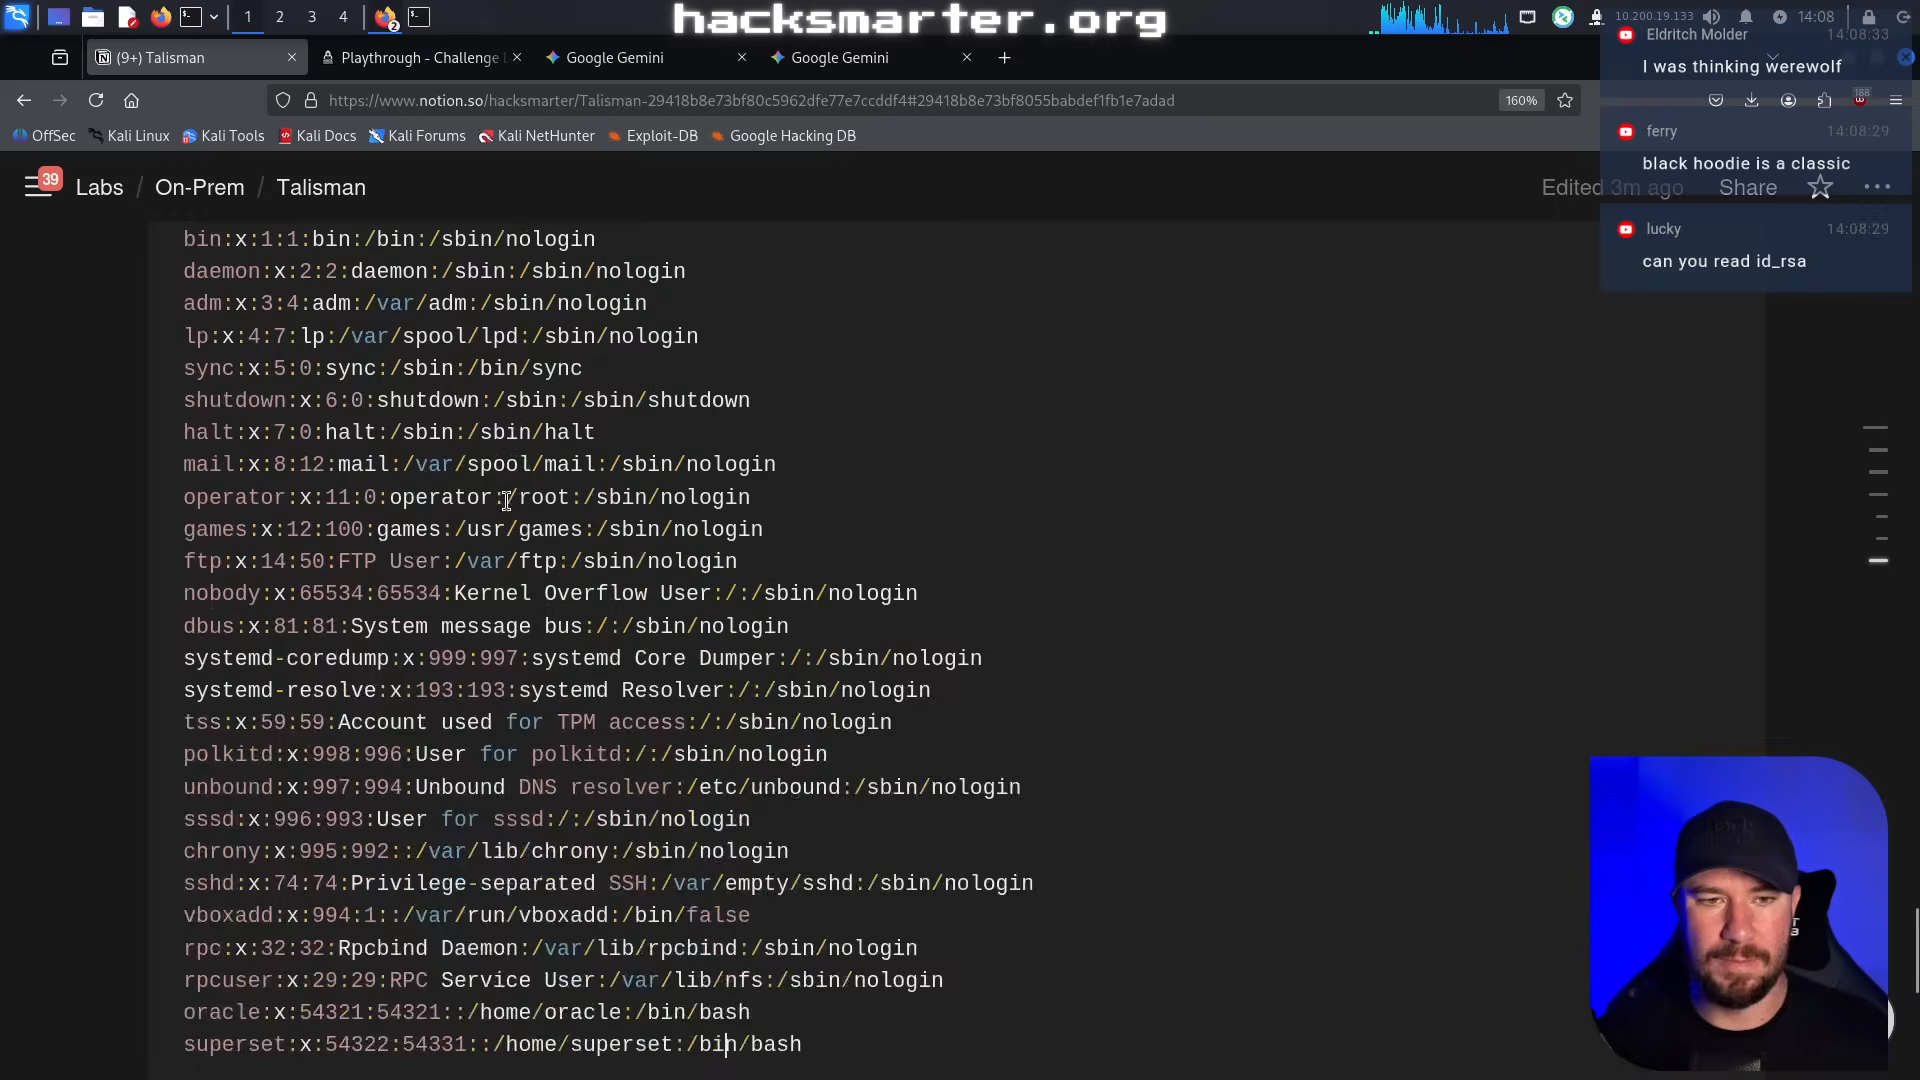 hacksmarter.org
1
2
3
4
2
10.200.19.133
14:08
(9+) Talisman
Playthrough - Challenge
Google Gemini
Google Gemini
https://www.notion.so/hacksmarter/Talisman-29418b8e73bf80c5962dfe77e7ccddf4#29418b8e73bf8055babdef1fb1e7adad
160%
188
OffSec
Kali Linux
Kali Tools
Kali Docs
Kali Forums
Kali NetHunter
Exploit-DB
Google Hacking DB
Eldritch Molder
14:08:33
I was thinking werewolf
ferry
14:08:29
black hoodie is a classic
lucky
14:08:29
can you read id_rsa
39
Labs / On-Prem / Talisman
Edited 3m ago
Share
bin:x:1:1:bin:/bin:/sbin/nologin
daemon:x:2:2:daemon:/sbin:/sbin/nologin
adm:x:3:4:adm:/var/adm:/sbin/nologin
lp:x:4:7:lp:/var/spool/lpd:/sbin/nologin
sync:x:5:0:sync:/sbin:/bin/sync
shutdown:x:6:0:shutdown:/sbin:/sbin/shutdown
halt:x:7:0:halt:/sbin:/sbin/halt
mail:x:8:12:mail:/var/spool/mail:/sbin/nologin
operator:x:11:0:operator:/root:/sbin/nologin
games:x:12:100:games:/usr/games:/sbin/nologin
ftp:x:14:50:FTP User:/var/ftp:/sbin/nologin
nobody:x:65534:65534:Kernel Overflow User:/:/sbin/nologin
dbus:x:81:81:System message bus:/:/sbin/nologin
systemd-coredump:x:999:997:systemd Core Dumper:/:/sbin/nologin
systemd-resolve:x:193:193:systemd Resolver:/:/sbin/nologin
tss:x:59:59:Account used for TPM access:/:/sbin/nologin
polkitd:x:998:996:User for polkitd:/:/sbin/nologin
unbound:x:997:994:Unbound DNS resolver:/etc/unbound:/sbin/nologin
sssd:x:996:993:User for sssd:/:/sbin/nologin
chrony:x:995:992::/var/lib/chrony:/sbin/nologin
sshd:x:74:74:Privilege-separated SSH:/var/empty/sshd:/sbin/nologin
vboxadd:x:994:1::/var/run/vboxadd:/bin/false
rpc:x:32:32:Rpcbind Daemon:/var/lib/rpcbind:/sbin/nologin
rpcuser:x:29:29:RPC Service User:/var/lib/nfs:/sbin/nologin
oracle:x:54321:54321::/home/oracle:/bin/bash
superset:x:54322:54331::/home/superset:/bin/bash